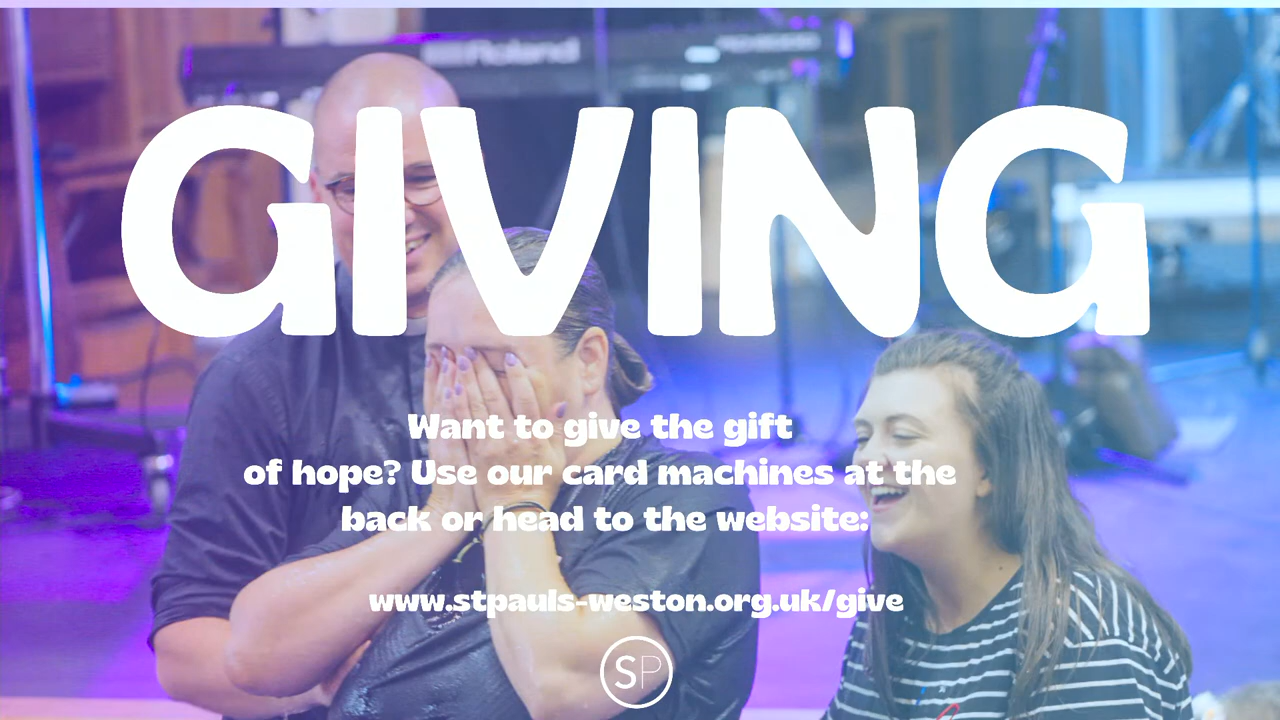 Roland
GIVING
Want to give the gift
of hope? Use our card machines at the
back or head to the website:
www.stpauls-weston.org.uk/give
SP